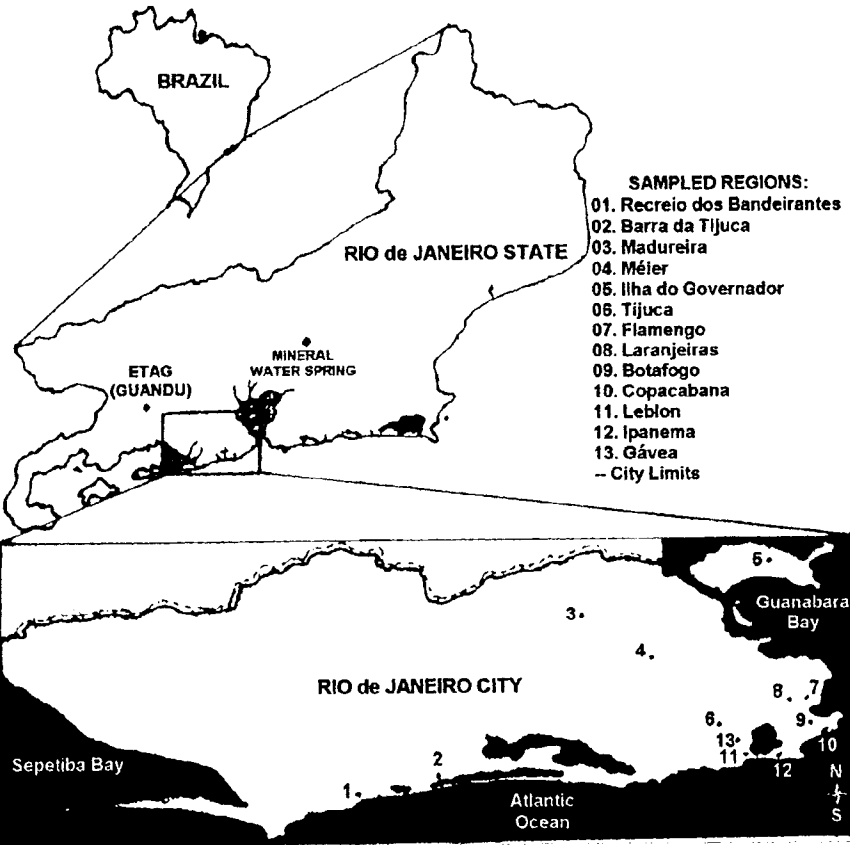 BRAZIL
SAMPLED REGIONS:
01. Recreio dos Bandeirantes
02. Barra da Tijuca
03. Madureira
04. Méier
05. Ilha do Governador
06. Tijuca
07. Flamengo
08. Laranjeiras
09. Botafogo
10. Copacabana
11. Leblon
12. Ipanema
13. Gávea
-- City Limits
RIO de JANEIRO STATE
MINERAL
WATER SPRING
ETAG
(GUANDU)
5
Guanabara
Bay
3
4
RIO de JANEIRO CITY
8
7
6
9
13
10
11
12
Sepetiba Bay
2
1
Atlantic
Ocean
N
S